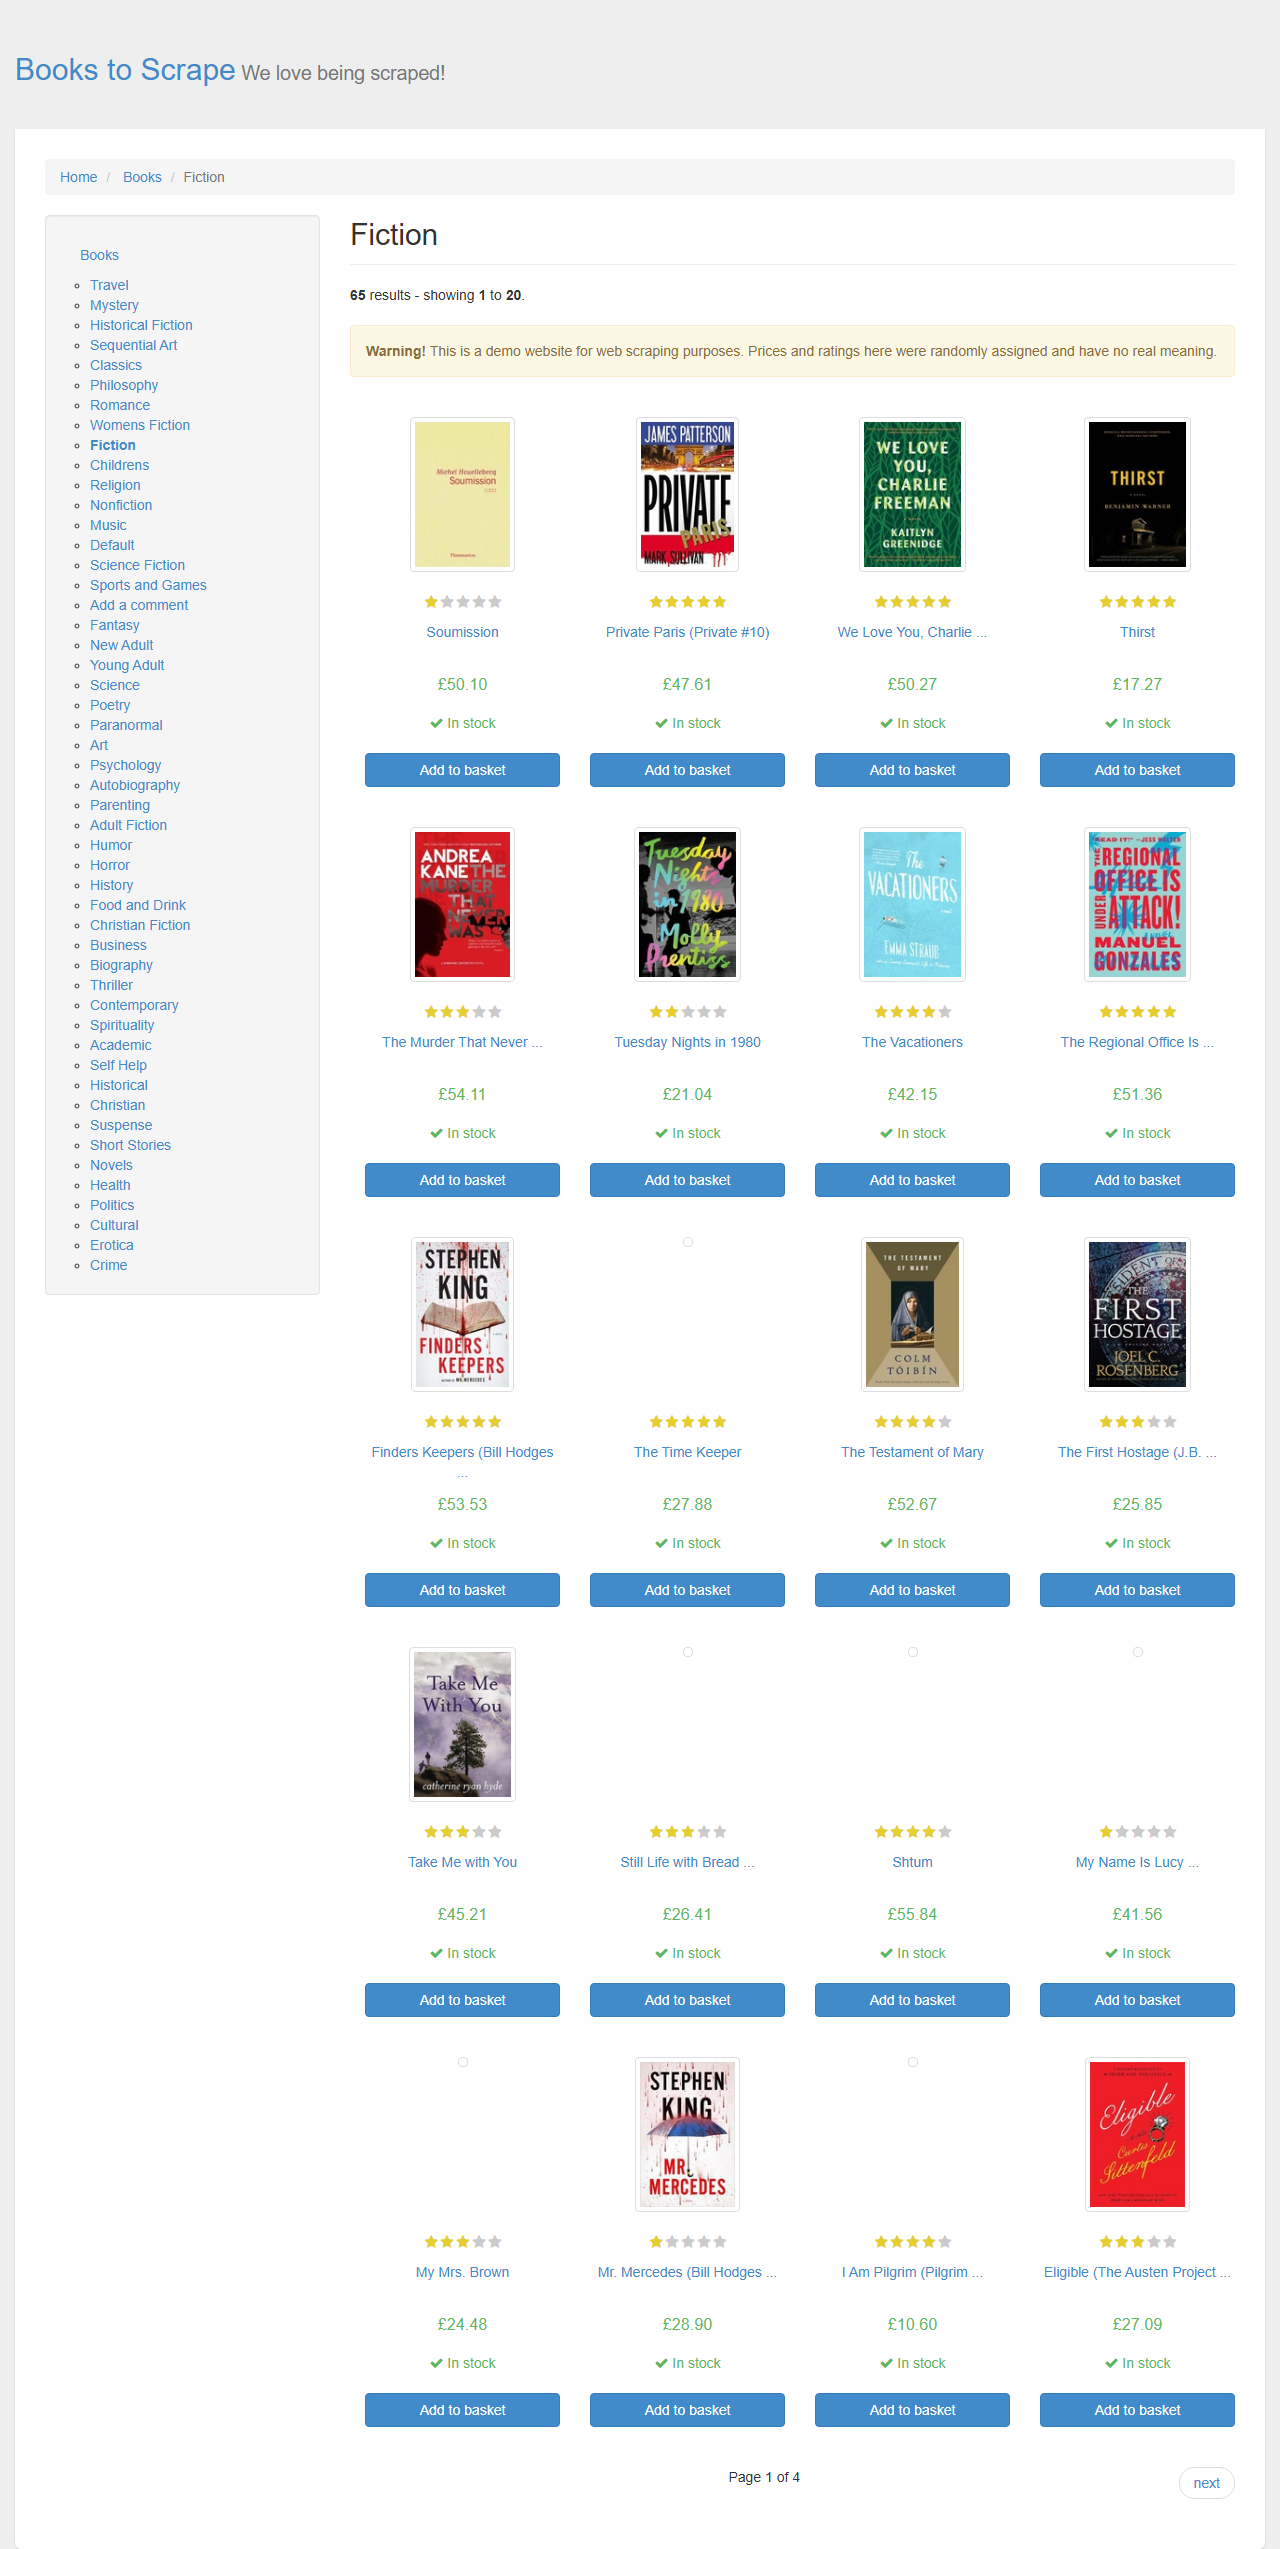 Books to Scrape We love being scraped!
Home / Books / Fiction
Books
Travel
Mystery
Historical Fiction
Sequential Art
Classics
Philosophy
Romance
Womens Fiction
Fiction
Childrens
Religion
Nonfiction
Music
Default
Science Fiction
Sports and Games
Add a comment
Fantasy
New Adult
Young Adult
Science
Poetry
Paranormal
Art
Psychology
Autobiography
Parenting
Adult Fiction
Humor
Horror
History
Food and Drink
Christian Fiction
Business
Biography
Thriller
Contemporary
Spirituality
Academic
Self Help
Historical
Christian
Suspense
Short Stories
Novels
Health
Politics
Cultural
Erotica
Crime
Fiction
65 results - showing 1 to 20.
Warning! This is a demo website for web scraping purposes. Prices and ratings here were randomly assigned and have no real meaning.
Michel Houellebecq
Soumission
Flammarion
JAMES PATTERSON
PRIVATE
PARIS
MARK SULLIVAN
WE LOVE
YOU,
CHARLIE
FREEMAN
KAITLYN
GREENIDGE
THIRST
BENJAMIN WARNER
Soumission Private Paris (Private #10) We Love You, Charlie ... Thirst
£50.10 £47.61 £50.27 £17.27
In stock In stock In stock In stock
Add to basket Add to basket Add to basket Add to basket
ANDREA
KANE THE
MURDER
THAT
NEVER
WAS
Tuesday
Nights
in 1980
Molly
Prentiss
The
VACATIONERS
EMMA STRAUB
READ IT! —JESS WALTER
THE REGIONAL
OFFICE IS
UNDER ATTACK!
A NOVEL
MANUEL
GONZALES
The Murder That Never ... Tuesday Nights in 1980 The Vacationers The Regional Office Is ...
£54.11 £21.04 £42.15 £51.36
In stock In stock In stock In stock
Add to basket Add to basket Add to basket Add to basket
STEPHEN
KING
FINDERS
KEEPERS
AUTHOR OF MR. MERCEDES
THE TESTAMENT
OF MARY
COLM
TÓIBÍN
THE
FIRST
HOSTAGE
JOEL C.
ROSENBERG
Finders Keepers (Bill Hodges The Time Keeper The Testament of Mary The First Hostage (J.B. ...
...
£53.53 £27.88 £52.67 £25.85
In stock In stock In stock In stock
Add to basket Add to basket Add to basket Add to basket
Take Me
With You
catherine ryan hyde
Take Me with You Still Life with Bread ... Shtum My Name Is Lucy ...
£45.21 £26.41 £55.84 £41.56
In stock In stock In stock In stock
Add to basket Add to basket Add to basket Add to basket
STEPHEN
KING
MR.
MERCEDES
Eligible
Curtis
Sittenfeld
My Mrs. Brown Mr. Mercedes (Bill Hodges ... I Am Pilgrim (Pilgrim ... Eligible (The Austen Project ...
£24.48 £28.90 £10.60 £27.09
In stock In stock In stock In stock
Add to basket Add to basket Add to basket Add to basket
Page 1 of 4
next